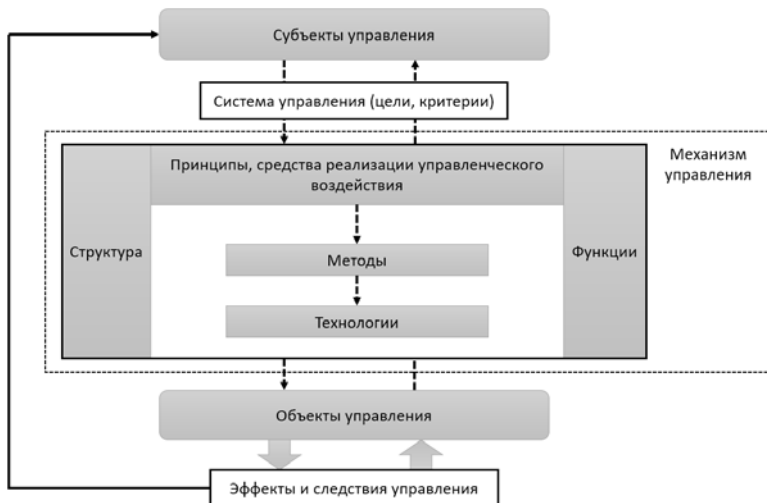 Субъекты управления
Система управления (цели, критерии)
Механизм
управления
Принципы, средства реализации управленческого
воздействия
Структура
Методы
Функции
Технологии
Объекты управления
Эффекты и следствия управления